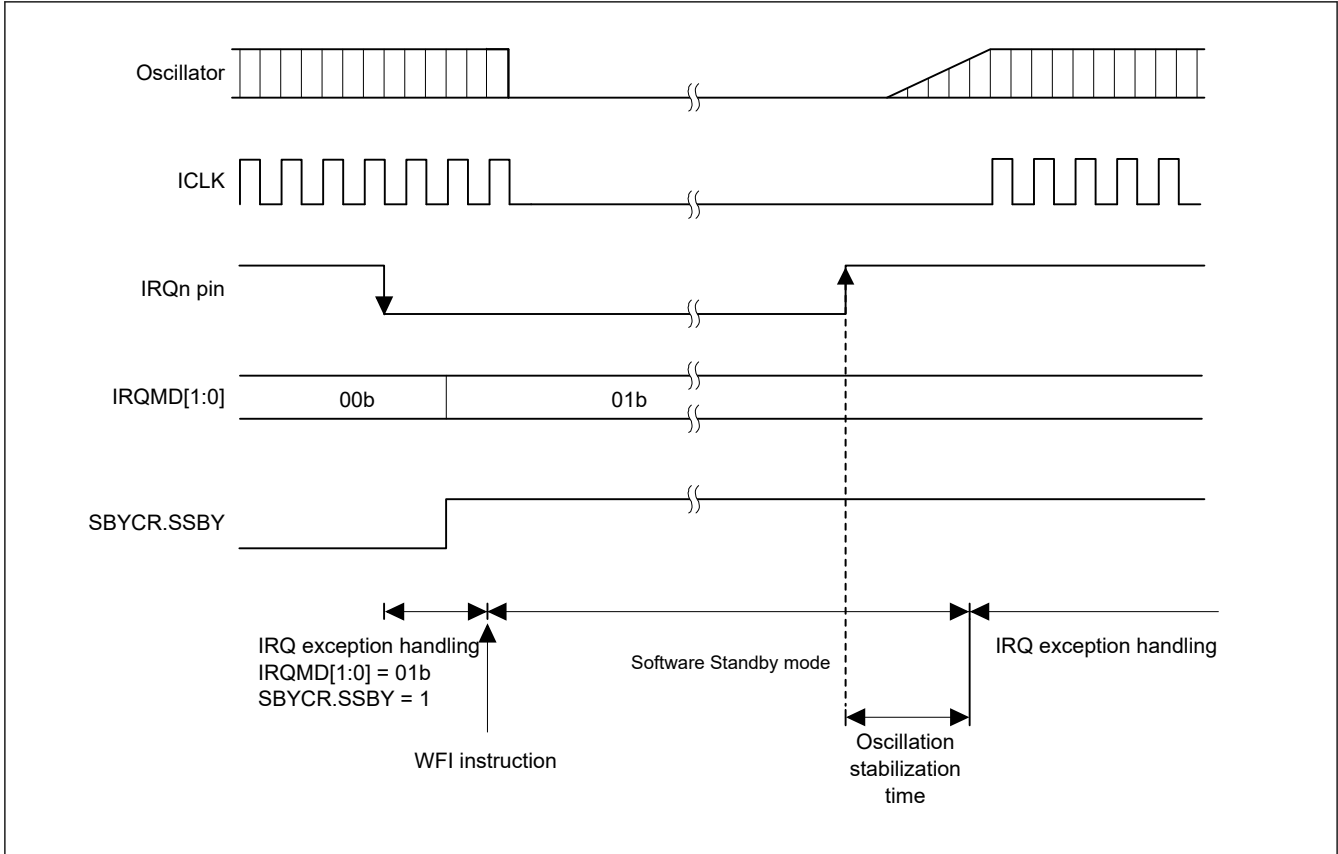 Oscillator
ICLK
IRQn pin
IRQMD[1:0]
00b
01b
SBYCR.SSBY
IRQ exception handling
IRQMD[1:0] = 01b
SBYCR.SSBY = 1
WFI instruction
Software Standby mode
Oscillation
stabilization
time
IRQ exception handling